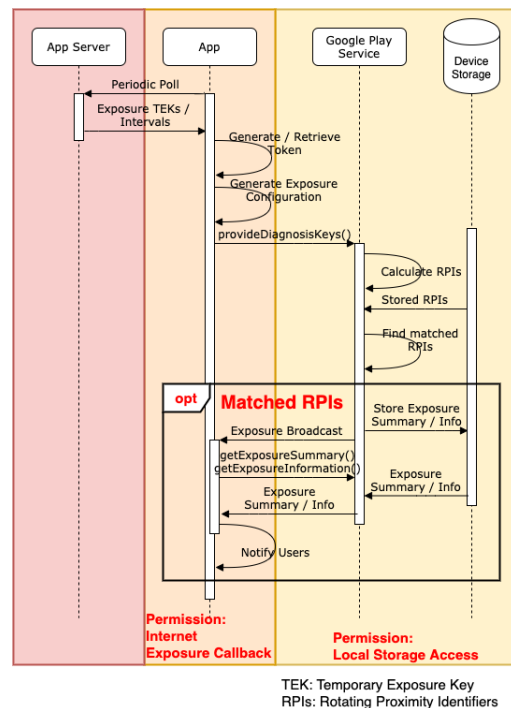 App Server
App
Google Play
Service
Device
Storage
Periodic Poll
Exposure TEKs /
Intervals
Generate / Retrieve
Token
Generate Exposure
Configuration
provideDiagnosisKeys()
Calculate RPIs
Stored RPIs
Find matched
RPIs
opt
Matched RPIs
Store Exposure
Summary / Info
Exposure Broadcast
getExposureSummary()
getExposureInformation()
Exposure
Summary / Info
Exposure
Summary / Info
Notify Users
Permission:
Internet
Exposure Callback
Permission:
Local Storage Access
TEK: Temporary Exposure Key
RPIs: Rotating Proximity Identifiers